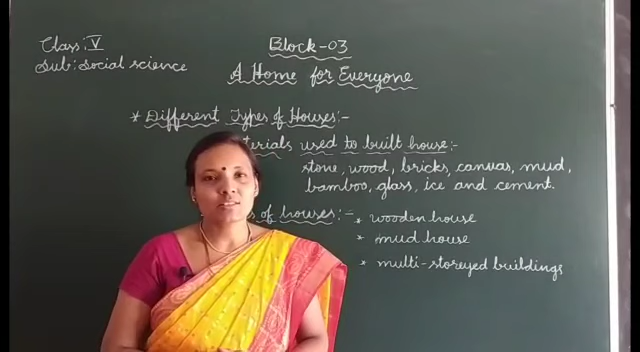 Class: V
Block-03
Sub: Social science
A Home for Everyone
* Different Types of Houses:-
used to built house:-
stone, wood, bricks, canvas, mud,
bamboo, glass, ice and cement.
of houses:-
* wooden house
* mud house
* multi-storeyed buildings